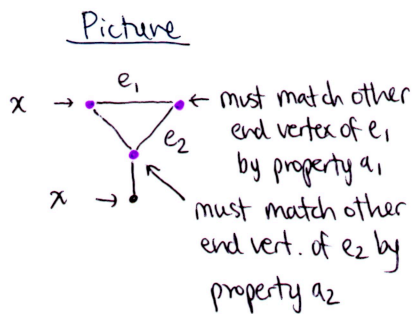 Picture
e₁
x → ← must match other
end vertex of e₁
e₂
by property a₁
x → must match other
end vert. of e₂ by
property a₂